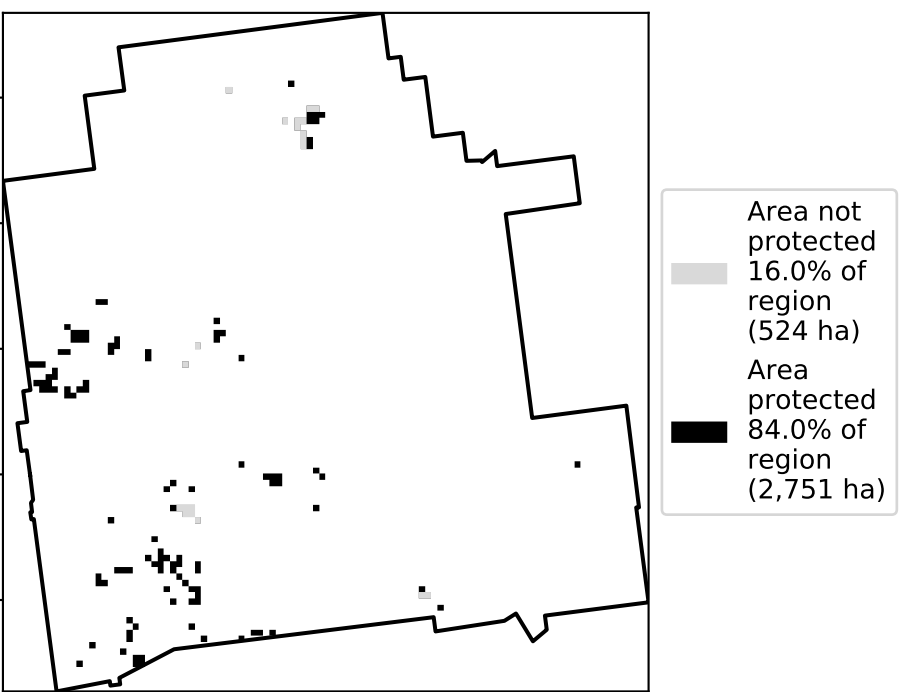 Area not
protected
16.0% of
region
(524 ha)
Area
protected
84.0% of
region
(2,751 ha)